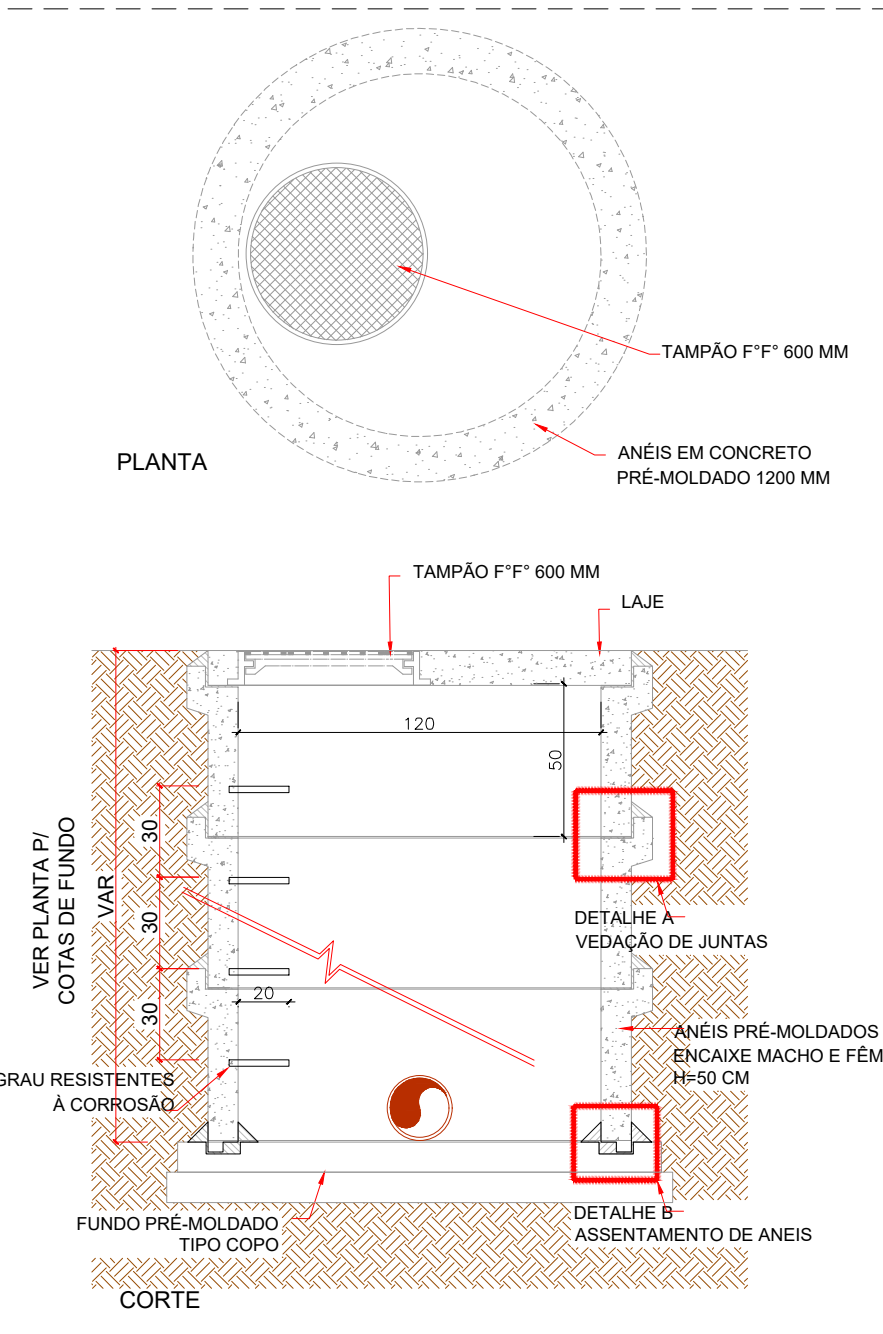 TAMPÃO F°F° 600 MM
ANÉIS EM CONCRETO
PRÉ-MOLDADO 1200 MM
PLANTA
TAMPÃO F°F° 600 MM
LAJE
120
50
30
30
30
20
VER PLANTA P/
COTAS DE FUNDO
VAR
DETALHE A
VEDAÇÃO DE JUNTAS
ANÉIS PRÉ-MOLDADOS
ENCAIXE MACHO E FÊM
H=50 CM
GRAU RESISTENTES
À CORROSÃO
FUNDO PRÉ-MOLDADO
TIPO COPO
DETALHE B
ASSENTAMENTO DE ANEIS
CORTE